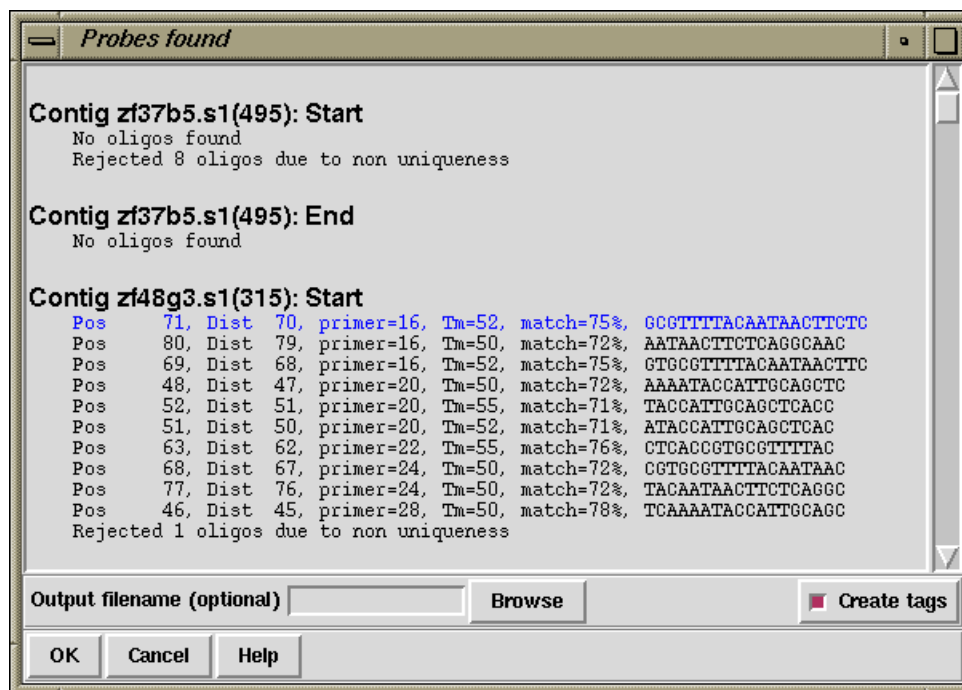 Probes found
Contig zf37b5.s1(495): Start
No oligos found
Rejected 8 oligos due to non uniqueness
Contig zf37b5.s1(495): End
No oligos found
Contig zf48g3.s1(315): Start
Pos 71, Dist 70, primer=16, Tm=52, match=75%, GCGTTTTACAATAACTTCTC
Pos 80, Dist 79, primer=16, Tm=50, match=72%, AATAACTTCTCAGGCAAC
Pos 69, Dist 68, primer=16, Tm=52, match=75%, GTGCGTTTTACAATAACTTC
Pos 48, Dist 47, primer=20, Tm=50, match=72%, AAAATACCATTGCAGCTC
Pos 52, Dist 51, primer=20, Tm=55, match=71%, TACCATTGCAGCTCACC
Pos 51, Dist 50, primer=20, Tm=52, match=71%, ATACCATTGCAGCTCAC
Pos 63, Dist 62, primer=22, Tm=55, match=76%, CTCACCGTGCGTTTTAC
Pos 68, Dist 67, primer=24, Tm=50, match=72%, CGTGCGTTTTACAATAAC
Pos 77, Dist 76, primer=24, Tm=50, match=72%, TACAATAACTTCTCAGGC
Pos 46, Dist 45, primer=28, Tm=50, match=78%, TCAAAATACCATTGCAGC
Rejected 1 oligos due to non uniqueness
Output filename (optional) Browse Create tags
OK Cancel Help